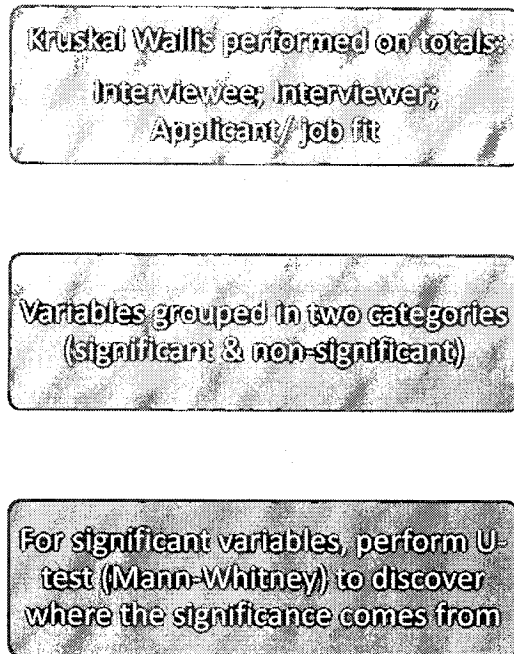 Kruskal Wallis performed on totals:
Interviewee; Interviewer;
Applicant/ job fit
Variables grouped in two categories
(significant & non-significant)
For significant variables, perform U-
test (Mann-Whitney) to discover
where the significance comes from